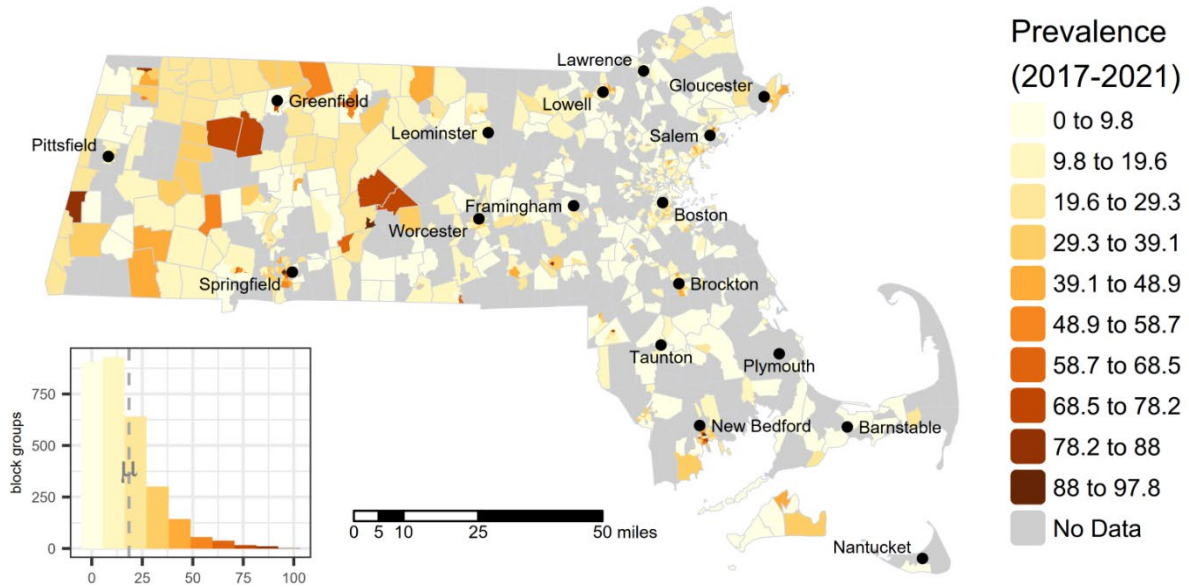 Prevalence
(2017-2021)
0 to 9.8
9.8 to 19.6
19.6 to 29.3
29.3 to 39.1
39.1 to 48.9
48.9 to 58.7
58.7 to 68.5
68.5 to 78.2
78.2 to 88
88 to 97.8
No Data
Lawrence
Gloucester
Greenfield
Lowell
Leominster
Salem
Pittsfield
Framingham
Boston
Worcester
Springfield
Brockton
Taunton
Plymouth
New Bedford
Barnstable
Nantucket
block groups
750
500
250
0
μ
0 25 50 75 100
0 5 10 25 50 miles